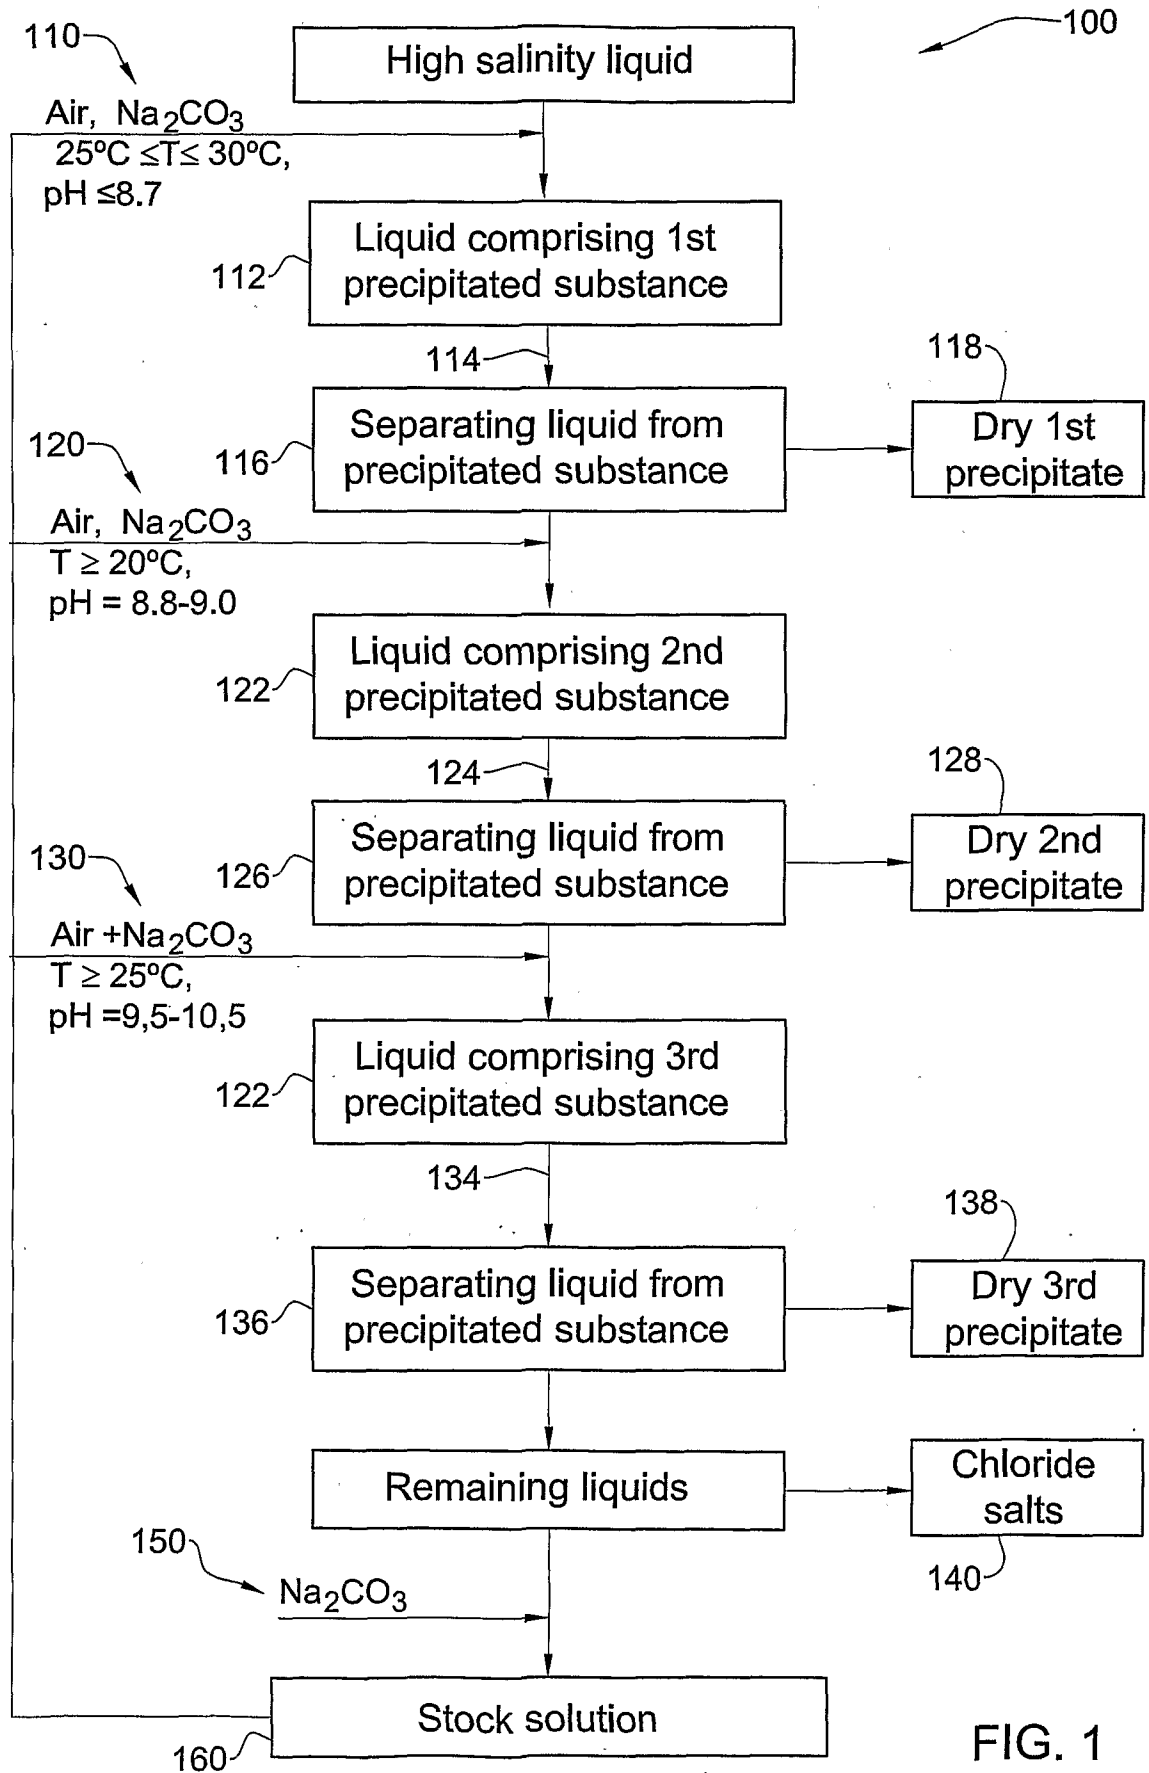 110
100
High salinity liquid
Air, Na2CO3
25ºC ≤T≤ 30ºC,
pH ≤8.7
Liquid comprising 1st
precipitated substance
112
114
118
Separating liquid from
precipitated substance
116
Dry 1st
precipitate
120
Air, Na2CO3
T ≥ 20ºC,
pH = 8.8-9.0
Liquid comprising 2nd
precipitated substance
122
124
128
Separating liquid from
precipitated substance
126
Dry 2nd
precipitate
130
Air +Na2CO3
T ≥ 25ºC,
pH =9,5-10,5
Liquid comprising 3rd
precipitated substance
122
134
138
Separating liquid from
precipitated substance
136
Dry 3rd
precipitate
Remaining liquids
Chloride
salts
140
150
Na2CO3
Stock solution
160
FIG. 1